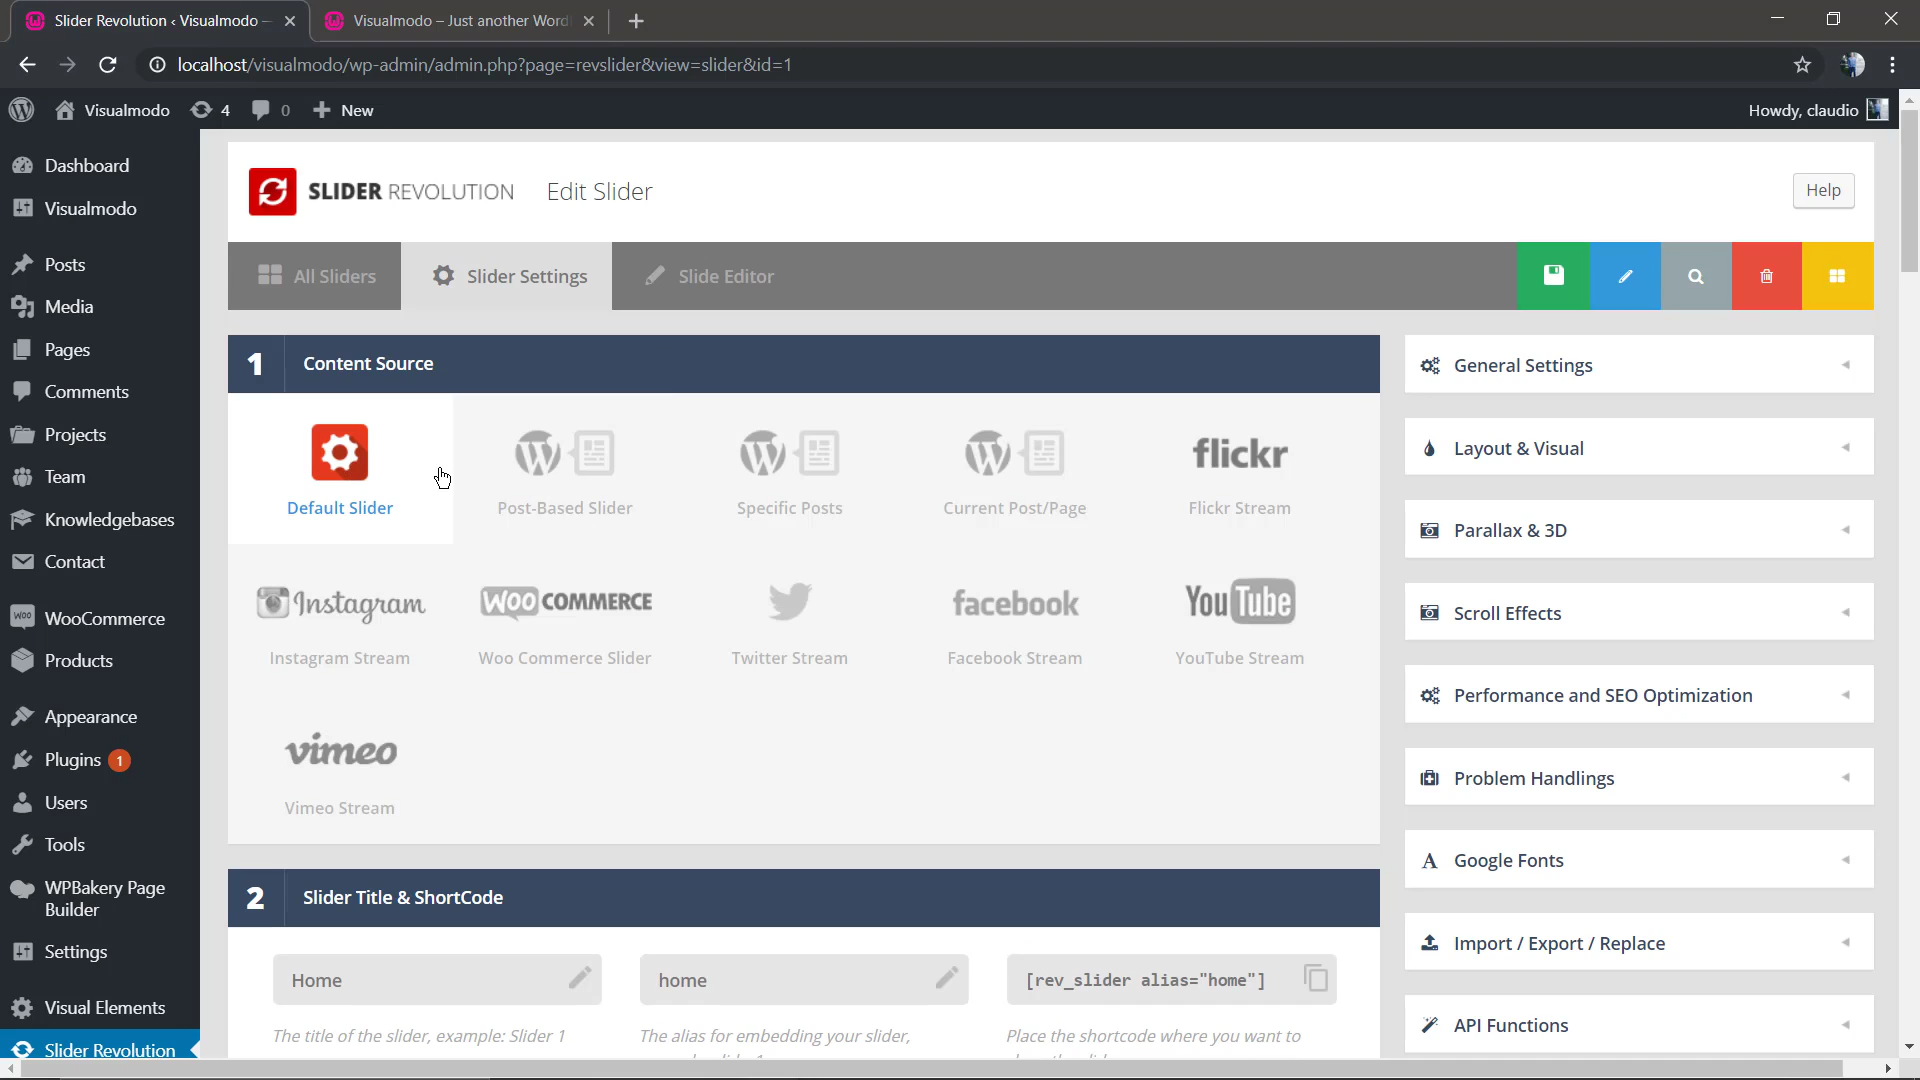 Slider Revolution ‹ Visualmodo –
Visualmodo – Just another Word
localhost/visualmodo/wp-admin/admin.php?page=revslider&view=slider&id=1
Visualmodo 4 0 New Howdy, claudio
Dashboard
Visualmodo
Posts
Media
Pages
Comments
Projects
Team
Knowledgebases
Contact
WooCommerce
Products
Appearance
Plugins 1
Users
Tools
WPBakery Page
Builder
Settings
Visual Elements
Slider Revolution
SLIDER REVOLUTION Edit Slider Help
All Sliders Slider Settings Slide Editor
1 Content Source
Default Slider
Post-Based Slider
Specific Posts
Current Post/Page
flickr
Flickr Stream
Instagram
Instagram Stream
WOO COMMERCE
Woo Commerce Slider
Twitter Stream
facebook
Facebook Stream
YouTube
YouTube Stream
vimeo
Vimeo Stream
2 Slider Title & ShortCode
Home
The title of the slider, example: Slider 1
home
The alias for embedding your slider,
[rev_slider alias="home"]
Place the shortcode where you want to
General Settings
Layout & Visual
Parallax & 3D
Scroll Effects
Performance and SEO Optimization
Problem Handlings
Google Fonts
Import / Export / Replace
API Functions